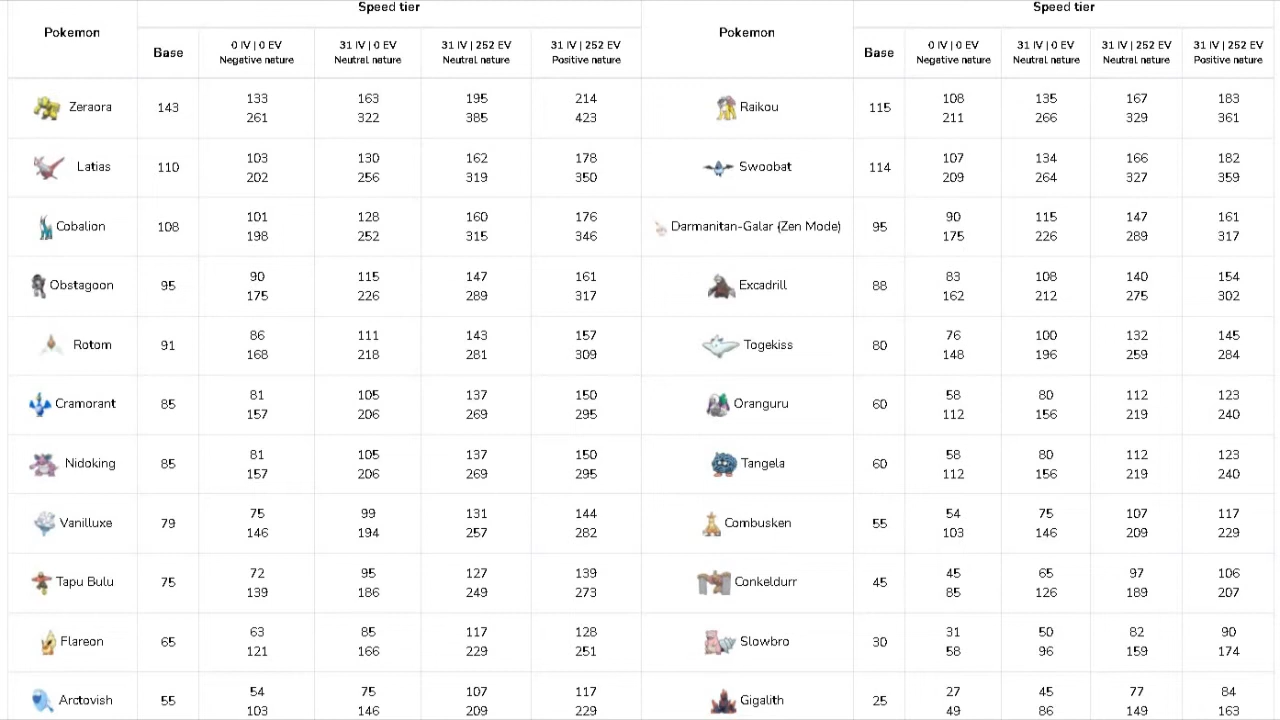 Speed tier Speed tier
Pokemon Pokemon
Base 0 IV | 0 EV 31 IV | 0 EV 31 IV | 252 EV 31 IV | 252 EV Base 0 IV | 0 EV 31 IV | 0 EV 31 IV | 252 EV 31 IV | 252 EV
Negative nature Neutral nature Neutral nature Positive nature Negative nature Neutral nature Neutral nature Positive nature
133 163 195 214 108 135 167 183
Zeraora 143 Raikou 115
261 322 385 423 211 266 329 361
103 130 162 178 107 134 166 182
Latias 110 Swoobat 114
202 256 319 350 209 264 327 359
101 128 160 176 90 115 147 161
Cobalion 108 Darmanitan-Galar (Zen Mode) 95
198 252 315 346 175 226 289 317
90 115 147 161 83 108 140 154
Obstagoon 95 Excadrill 88
175 226 289 317 162 212 275 302
86 111 143 157 76 100 132 145
Rotom 91 Togekiss 80
168 218 281 309 148 196 259 284
81 105 137 150 58 80 112 123
Cramorant 85 Oranguru 60
157 206 269 295 112 156 219 240
81 105 137 150 58 80 112 123
Nidoking 85 Tangela 60
157 206 269 295 112 156 219 240
75 99 131 144 54 75 107 117
Vanilluxe 79 Combusken 55
146 194 257 282 103 146 209 229
72 95 127 139 45 65 97 106
Tapu Bulu 75 Conkeldurr 45
139 186 249 273 85 126 189 207
63 85 117 128 31 50 82 90
Flareon 65 Slowbro 30
121 166 229 251 58 96 159 174
54 75 107 117 27 45 77 84
Arctovish 55 Gigalith 25
103 146 209 229 49 86 149 163